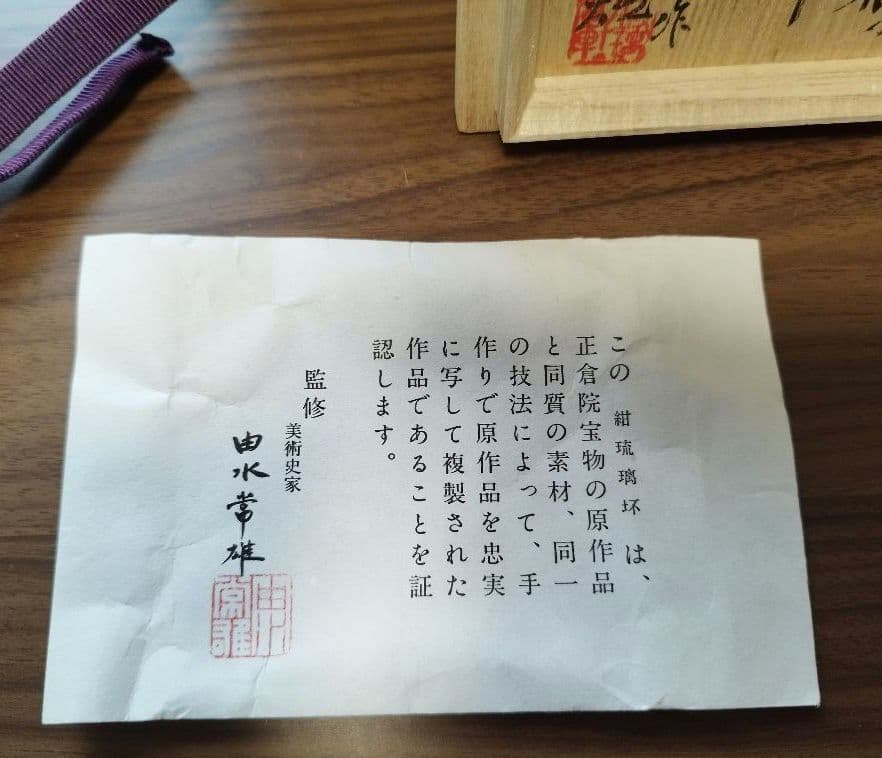 作
この 紺琉璃坏 は、
正倉院宝物の原作品
と同質の素材、同一
の技法によって、手
作りで原作品を忠実
に写して複製された
作品であることを証
認します。
監修 美術史家
由水常雄